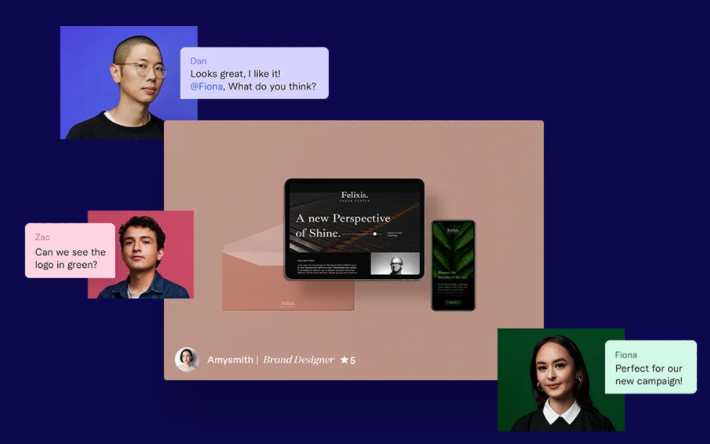 Dan
Looks great, I like it!
@Fiona, What do you think?
Felixis.
A new Perspective
of Shine.
Felixis.
Zac
Can we see the
logo in green?
Felixis.
Amysmith | Brand Designer ★5
Fiona
Perfect for our
new campaign!